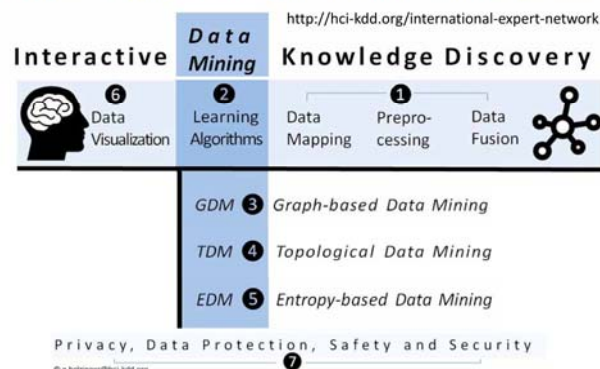 http://hci-kdd.org/international-expert-network
Interactive Data Mining Knowledge Discovery
6 2 1
Data Visualization Learning Algorithms Data Mapping Prepro-cessing Data Fusion
GDM 3 Graph-based Data Mining
TDM 4 Topological Data Mining
EDM 5 Entropy-based Data Mining
Privacy, Data Protection, Safety and Security
7